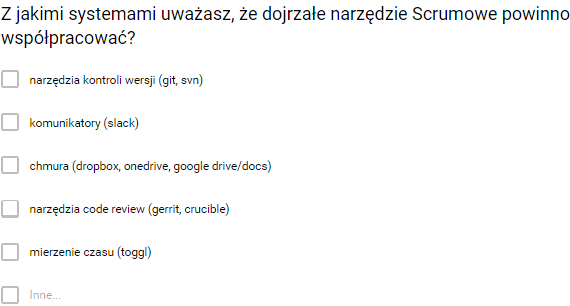 Z jakimi systemami uważasz, że dojrzałe narzędzie Scrumowe powinno
współpracować?
narzędzia kontroli wersji (git, svn)
komunikatory (slack)
chmura (dropbox, onedrive, google drive/docs)
narzędzia code review (gerrit, crucible)
mierzenie czasu (toggl)
Inne...